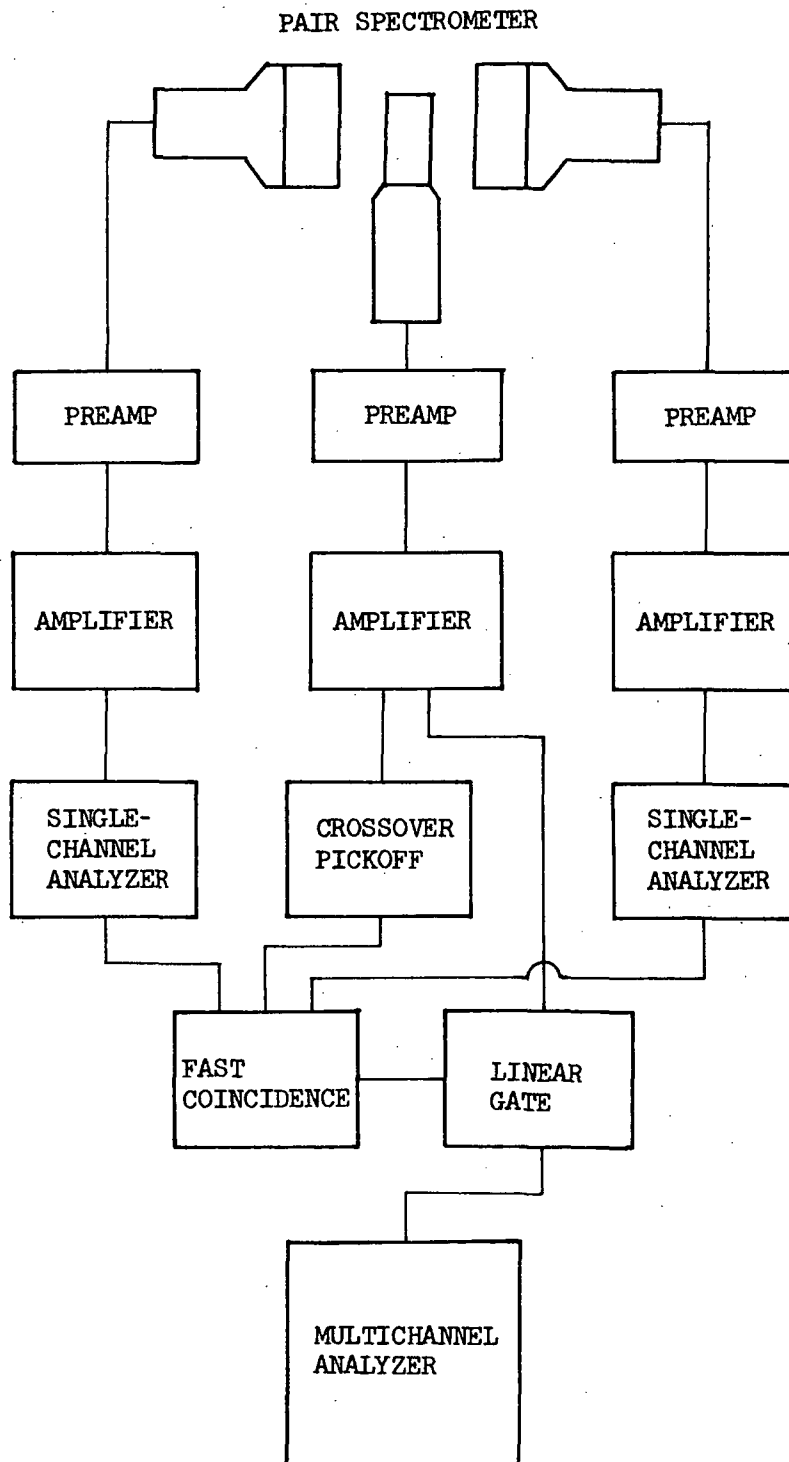 PAIR SPECTROMETER
PREAMP
PREAMP
PREAMP
AMPLIFIER
AMPLIFIER
AMPLIFIER
SINGLE-
CHANNEL
ANALYZER
CROSSOVER
PICKOFF
SINGLE-
CHANNEL
ANALYZER
FAST
COINCIDENCE
LINEAR
GATE
MULTICHANNEL
ANALYZER